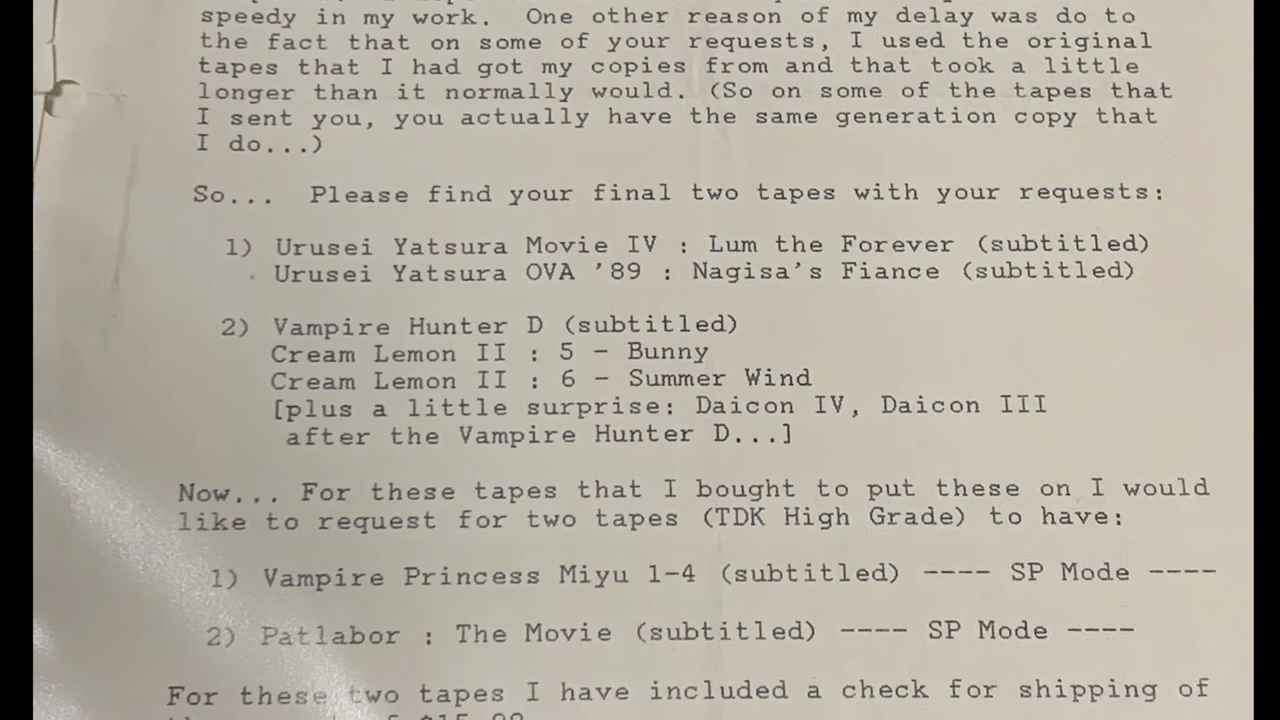 speedy in my work.  One other reason of my delay was do to
the fact that on some of your requests, I used the original
tapes that I had got my copies from and that took a little
longer than it normally would. (So on some of the tapes that
I sent you, you actually have the same generation copy that
I do...)
So...  Please find your final two tapes with your requests:
1) Urusei Yatsura Movie IV : Lum the Forever (subtitled)
Urusei Yatsura OVA '89 : Nagisa's Fiance (subtitled)
2) Vampire Hunter D (subtitled)
Cream Lemon II : 5 - Bunny
Cream Lemon II : 6 - Summer Wind
[plus a little surprise: Daicon IV, Daicon III
after the Vampire Hunter D...]
Now... For these tapes that I bought to put these on I would
like to request for two tapes (TDK High Grade) to have:
1) Vampire Princess Miyu 1-4 (subtitled) ---- SP Mode ----
2) Patlabor : The Movie (subtitled) ---- SP Mode ----
For these two tapes I have included a check for shipping of